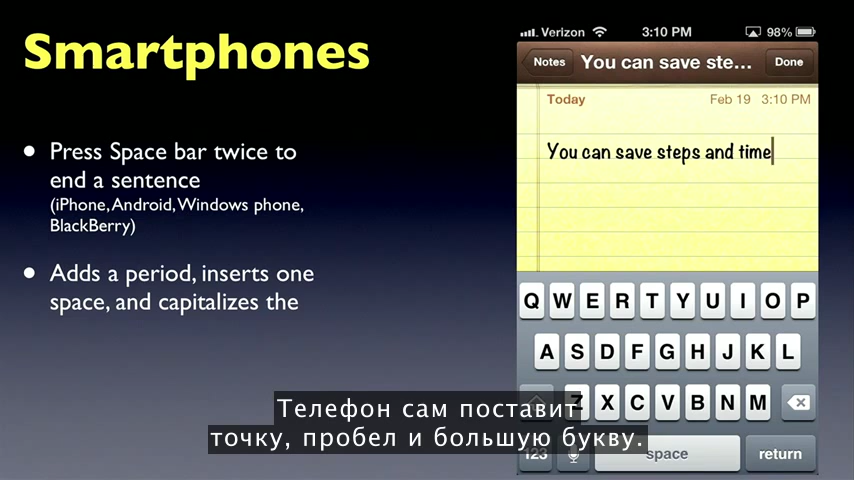 Smartphones
• Press Space bar twice to
end a sentence
(iPhone, Android, Windows phone,
BlackBerry)
• Adds a period, inserts one
space, and capitalizes the
Verizon 3:10 PM 98%
Notes You can save ste... Done
Today Feb 19 3:10 PM
You can save steps and time
Q W E R T Y U I O P
A S D F G H J K L
Z X C V B N M
123 space return
Телефон сам поставит
точку, пробел и большую букву.